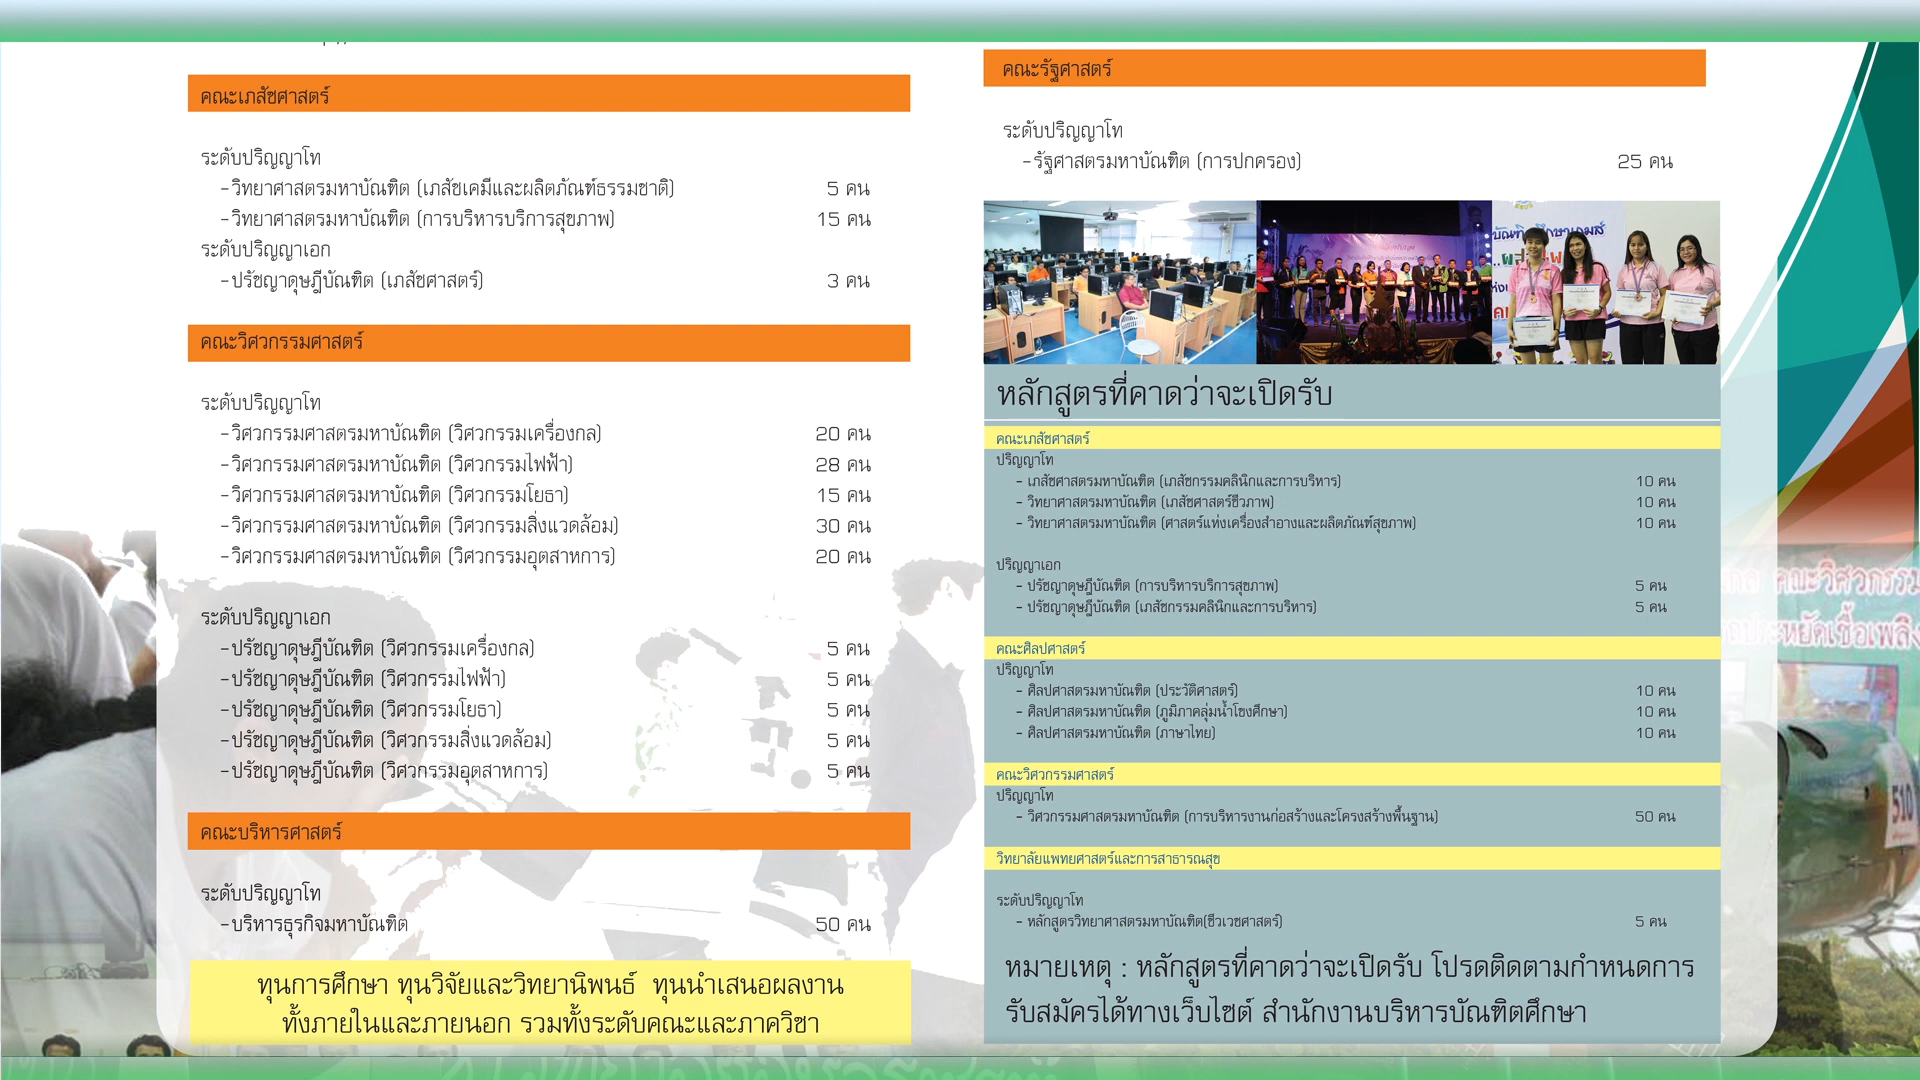 คณะเภสัชศาสตร์
ระดับปริญญาโท
-วิทยาศาสตรมหาบัณฑิต (เภสัชเคมีและผลิตภัณฑ์ธรรมชาติ) 5 คน
-วิทยาศาสตรมหาบัณฑิต (การบริหารบริการสุขภาพ) 15 คน
ระดับปริญญาเอก
-ปรัชญาดุษฎีบัณฑิต (เภสัชศาสตร์) 3 คน
คณะวิศวกรรมศาสตร์
ระดับปริญญาโท
-วิศวกรรมศาสตรมหาบัณฑิต (วิศวกรรมเครื่องกล) 20 คน
-วิศวกรรมศาสตรมหาบัณฑิต (วิศวกรรมไฟฟ้า) 28 คน
-วิศวกรรมศาสตรมหาบัณฑิต (วิศวกรรมโยธา) 15 คน
-วิศวกรรมศาสตรมหาบัณฑิต (วิศวกรรมสิ่งแวดล้อม) 30 คน
-วิศวกรรมศาสตรมหาบัณฑิต (วิศวกรรมอุตสาหการ) 20 คน
ระดับปริญญาเอก
-ปรัชญาดุษฎีบัณฑิต (วิศวกรรมเครื่องกล) 5 คน
-ปรัชญาดุษฎีบัณฑิต (วิศวกรรมไฟฟ้า) 5 คน
-ปรัชญาดุษฎีบัณฑิต (วิศวกรรมโยธา) 5 คน
-ปรัชญาดุษฎีบัณฑิต (วิศวกรรมสิ่งแวดล้อม) 5 คน
-ปรัชญาดุษฎีบัณฑิต (วิศวกรรมอุตสาหการ) 5 คน
คณะบริหารศาสตร์
ระดับปริญญาโท
-บริหารธุรกิจมหาบัณฑิต 50 คน
ทุนการศึกษา ทุนวิจัยและวิทยานิพนธ์ ทุนนำเสนอผลงาน
ทั้งภายในและภายนอก รวมทั้งระดับคณะและภาควิชา
คณะรัฐศาสตร์
ระดับปริญญาโท
-รัฐศาสตรมหาบัณฑิต (การปกครอง) 25 คน
หลักสูตรที่คาดว่าจะเปิดรับ
คณะเภสัชศาสตร์
ปริญญาโท
- เภสัชศาสตรมหาบัณฑิต (เภสัชกรรมคลินิกและการบริหาร) 10 คน
- วิทยาศาสตรมหาบัณฑิต (เภสัชศาสตร์ชีวภาพ) 10 คน
- วิทยาศาสตรมหาบัณฑิต (ศาสตร์แห่งเครื่องสำอางและผลิตภัณฑ์สุขภาพ) 10 คน
ปริญญาเอก
- ปรัชญาดุษฎีบัณฑิต (การบริหารบริการสุขภาพ) 5 คน
- ปรัชญาดุษฎีบัณฑิต (เภสัชกรรมคลินิกและการบริหาร) 5 คน
คณะศิลปศาสตร์
ปริญญาโท
- ศิลปศาสตรมหาบัณฑิต (ประวัติศาสตร์) 10 คน
- ศิลปศาสตรมหาบัณฑิต (ภูมิภาคลุ่มน้ำโขงศึกษา) 10 คน
- ศิลปศาสตรมหาบัณฑิต (ภาษาไทย) 10 คน
คณะวิศวกรรมศาสตร์
ปริญญาโท
- วิศวกรรมศาสตรมหาบัณฑิต (การบริหารงานก่อสร้างและโครงสร้างพื้นฐาน) 50 คน
วิทยาลัยแพทยศาสตร์และการสาธารณสุข
ระดับปริญญาโท
- หลักสูตรวิทยาศาสตรมหาบัณฑิต(ชีวเวชศาสตร์) 5 คน
หมายเหตุ : หลักสูตรที่คาดว่าจะเปิดรับ โปรดติดตามกำหนดการ
รับสมัครได้ทางเว็บไซต์ สำนักงานบริหารบัณฑิตศึกษา
คณะวิศวกรรม
ประหยัดเชื้อเพลิง
510